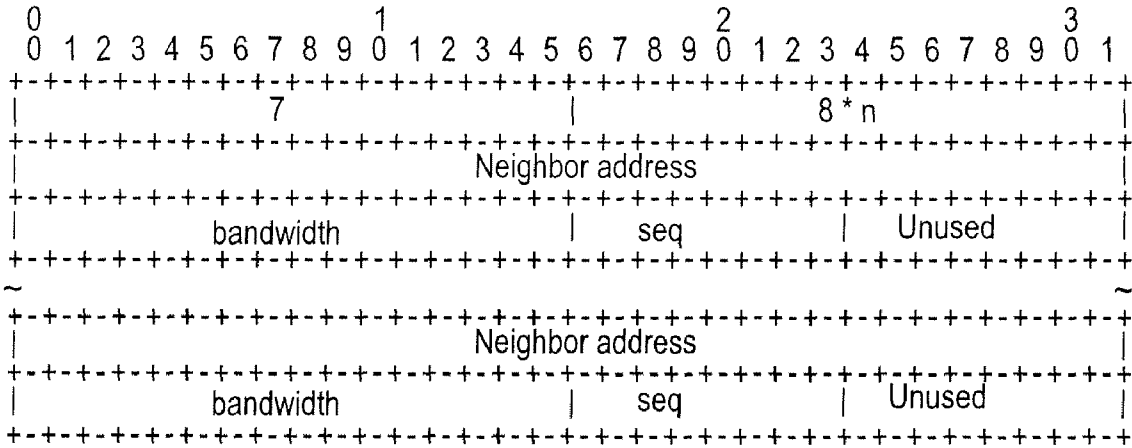 0 1 2 3
0 1 2 3 4 5 6 7 8 9 0 1 2 3 4 5 6 7 8 9 0 1 2 3 4 5 6 7 8 9 0 1
+-+-+-+-+-+-+-+-+-+-+-+-+-+-+-+-+-+-+-+-+-+-+-+-+-+-+-+-+-+-+-+-+
| 7 | 8 * n |
+-+-+-+-+-+-+-+-+-+-+-+-+-+-+-+-+-+-+-+-+-+-+-+-+-+-+-+-+-+-+-+-+
| Neighbor address |
+-+-+-+-+-+-+-+-+-+-+-+-+-+-+-+-+-+-+-+-+-+-+-+-+-+-+-+-+-+-+-+-+
| bandwidth | seq | Unused |
+-+-+-+-+-+-+-+-+-+-+-+-+-+-+-+-+-+-+-+-+-+-+-+-+-+-+-+-+-+-+-+-+
~ ~
+-+-+-+-+-+-+-+-+-+-+-+-+-+-+-+-+-+-+-+-+-+-+-+-+-+-+-+-+-+-+-+-+
| Neighbor address |
+-+-+-+-+-+-+-+-+-+-+-+-+-+-+-+-+-+-+-+-+-+-+-+-+-+-+-+-+-+-+-+-+
| bandwidth | seq | Unused |
+-+-+-+-+-+-+-+-+-+-+-+-+-+-+-+-+-+-+-+-+-+-+-+-+-+-+-+-+-+-+-+-+